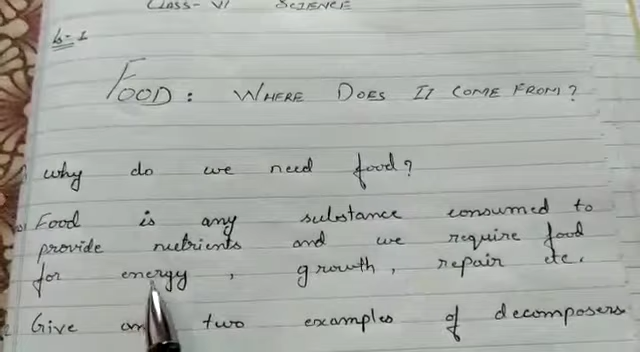 Class- VI SCIENCE
L-1
FOOD: WHERE DOES IT COME FROM?
why do we need food?
Food is any substance consumed to
provide nutrients and we require food
for energy, growth, repair etc.
Give any two examples of decomposers